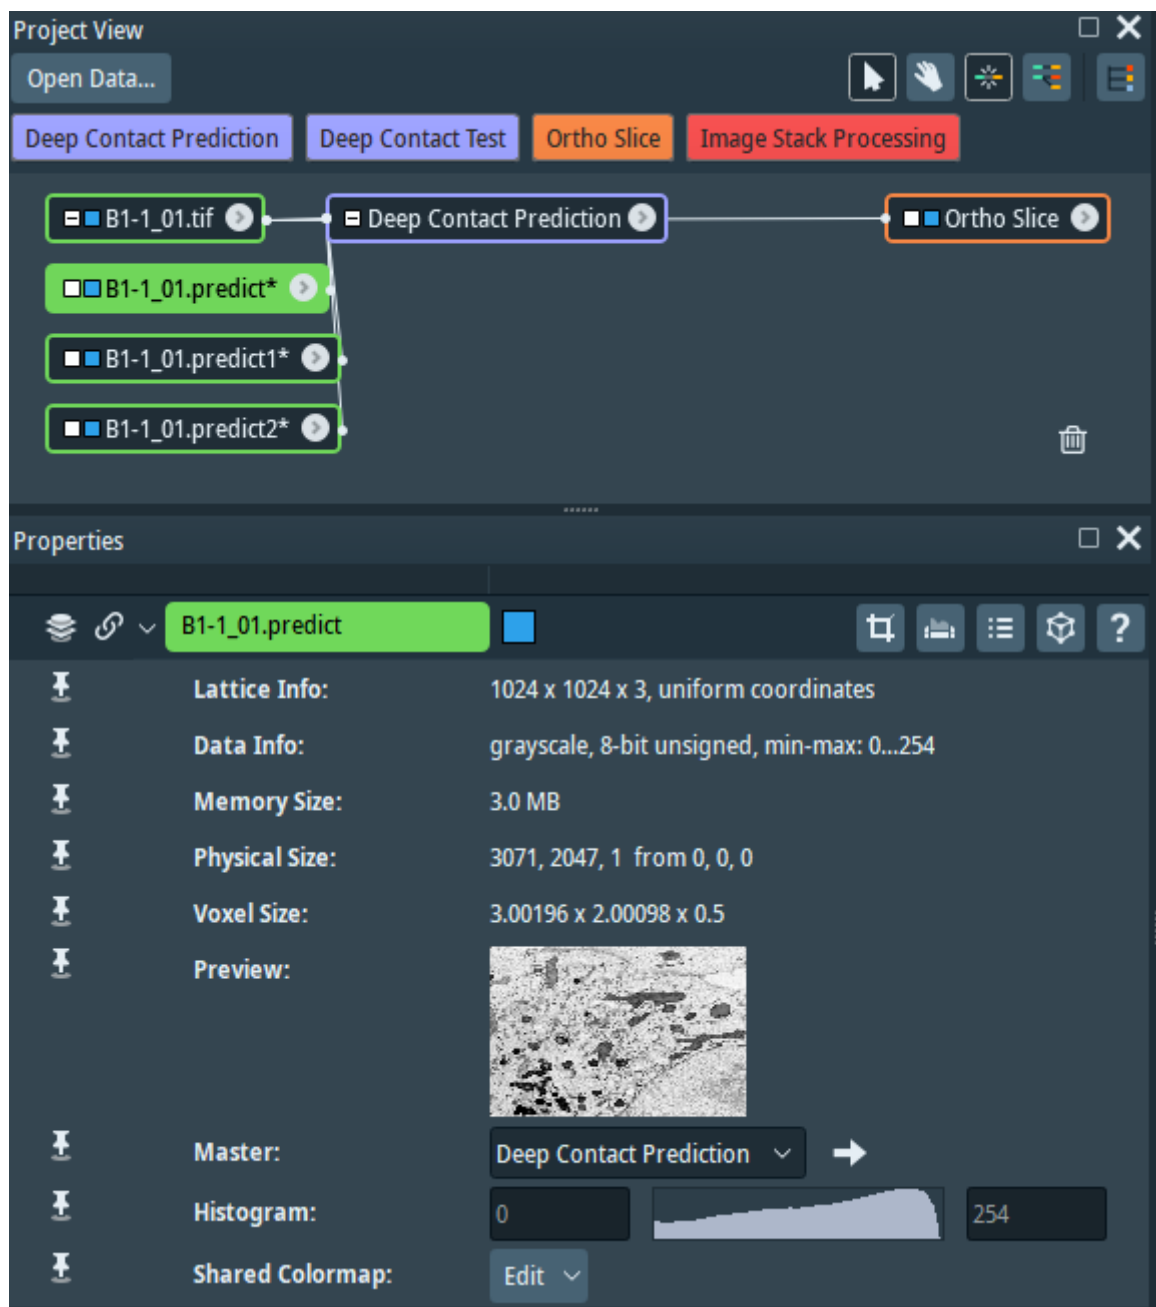 Project View
Open Data...
Deep Contact Prediction Deep Contact Test Ortho Slice Image Stack Processing
B1-1_01.tif Deep Contact Prediction Ortho Slice
B1-1_01.predict*
B1-1_01.predict1*
B1-1_01.predict2*
Properties
B1-1_01.predict ?
Lattice Info: 1024 x 1024 x 3, uniform coordinates
Data Info: grayscale, 8-bit unsigned, min-max: 0...254
Memory Size: 3.0 MB
Physical Size: 3071, 2047, 1 from 0, 0, 0
Voxel Size: 3.00196 x 2.00098 x 0.5
Preview:
Master: Deep Contact Prediction
Histogram: 0 254
Shared Colormap: Edit